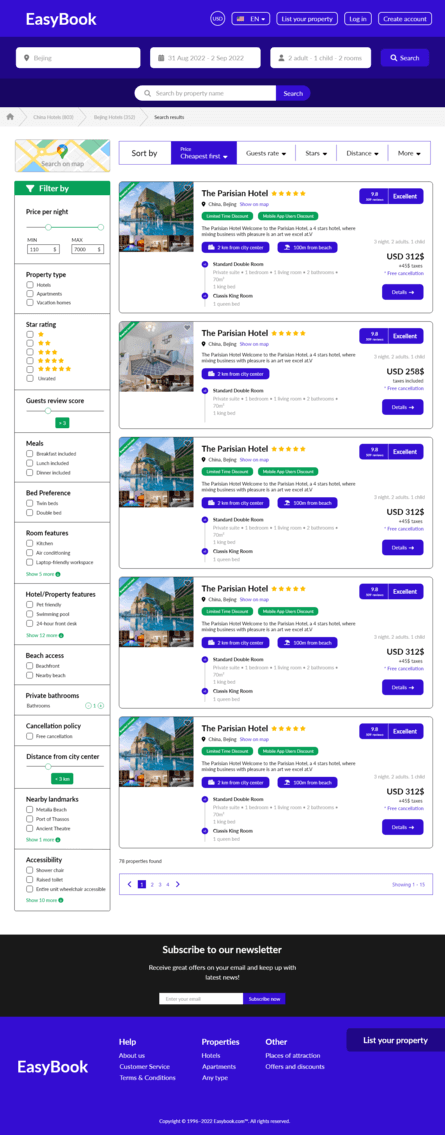 EasyBook
USD
EN
List your property
Log in
Create account
Bejing
31 Aug 2022 - 2 Sep 2022
2 adult - 1 child - 2 rooms
Search
Search by property name
Search
China Hotels (803)
Bejing Hotels (352)
Search results
Search on map
Filter by
Price per night
MIN
MAX
110 $
7000 $
Property type
Hotels
Apartments
Vacation homes
Star rating
Unrated
Guests review score
> 3
Meals
Breakfast included
Lunch included
Dinner included
Bed Preference
Twin beds
Double bed
Room features
Kitchen
Air conditioning
Laptop-friendly workspace
Show 5 more
Hotel/Property features
Pet friendly
Swimming pool
24-hour front desk
Show 12 more
Beach access
Beachfront
Nearby beach
Private bathrooms
Bathrooms
1
Cancellation policy
Free cancellation
Distance from city center
< 3 km
Nearby landmarks
Metalia Beach
Port of Thassos
Ancient Theatre
Show 1 more
Accessibility
Shower chair
Raised toilet
Entire unit wheelchair accessible
Show 10 more
Sort by
Price
Cheapest first
Guests rate
Stars
Distance
More
The Parisian Hotel
9.8
Excellent
China, Bejing Show on map
Limited Time Discount
Mobile App Users Discount
The Parisian Hotel Welcome to the Parisian Hotel, a 4 stars hotel, where
mixing business with pleasure is an art we excel at.V
2 km from city center
100m from beach
3 night, 2 adults, 1 child
Standard Double Room
Private suite • 1 bedroom • 1 living room • 2 bathrooms •
70m²
1 king bed
Classis King Room
1 queen bed
USD 312$
+45$ taxes
* Free cancellation
Details
The Parisian Hotel
9.8
Excellent
China, Bejing Show on map
The Parisian Hotel Welcome to the Parisian Hotel, a 4 stars hotel, where
mixing business with pleasure is an art we excel at.V
2 km from city center
3 night, 2 adults, 1 child
Standard Double Room
Private suite • 1 bedroom • 1 living room • 2 bathrooms •
70m²
USD 258$
taxes included
* Free cancellation
Details
The Parisian Hotel
9.8
Excellent
China, Bejing Show on map
Limited Time Discount
Mobile App Users Discount
The Parisian Hotel Welcome to the Parisian Hotel, a 4 stars hotel, where
mixing business with pleasure is an art we excel at.V
2 km from city center
100m from beach
3 night, 2 adults, 1 child
Standard Double Room
Private suite • 1 bedroom • 1 living room • 2 bathrooms •
70m²
1 king bed
Classis King Room
1 queen bed
USD 312$
+45$ taxes
* Free cancellation
Details
The Parisian Hotel
9.8
Excellent
China, Bejing Show on map
Limited Time Discount
Mobile App Users Discount
The Parisian Hotel Welcome to the Parisian Hotel, a 4 stars hotel, where
mixing business with pleasure is an art we excel at.V
2 km from city center
100m from beach
3 night, 2 adults, 1 child
Standard Double Room
Private suite • 1 bedroom • 1 living room • 2 bathrooms •
70m²
1 king bed
Classis King Room
1 queen bed
USD 312$
+45$ taxes
* Free cancellation
Details
The Parisian Hotel
9.8
Excellent
China, Bejing Show on map
Limited Time Discount
Mobile App Users Discount
The Parisian Hotel Welcome to the Parisian Hotel, a 4 stars hotel, where
mixing business with pleasure is an art we excel at.V
2 km from city center
100m from beach
3 night, 2 adults, 1 child
Standard Double Room
Private suite • 1 bedroom • 1 living room • 2 bathrooms •
70m²
1 king bed
Classis King Room
1 queen bed
USD 312$
+45$ taxes
* Free cancellation
Details
78 properties found
1 2 3 4
Showing 1 - 15
Subscribe to our newsletter
Receive great offers on your email and keep up with
latest news!
Enter your email
Subscribe now
EasyBook
Help
About us
Customer Service
Terms & Conditions
Properties
Hotels
Apartments
Any type
Other
Places of attraction
Offers and discounts
List your property
Copyright © 1996-2022 Easybook.com™. All rights reserved.